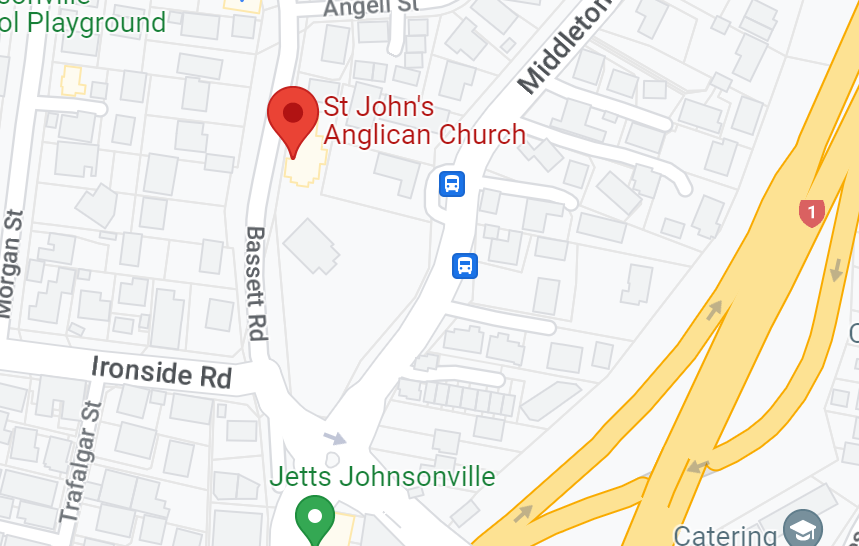 sonville
ol Playground
Angell St
Middleton
St John's
Anglican Church
1
Morgan St
Bassett Rd
Ironside Rd
Trafalgar St
Jetts Johnsonville
Catering